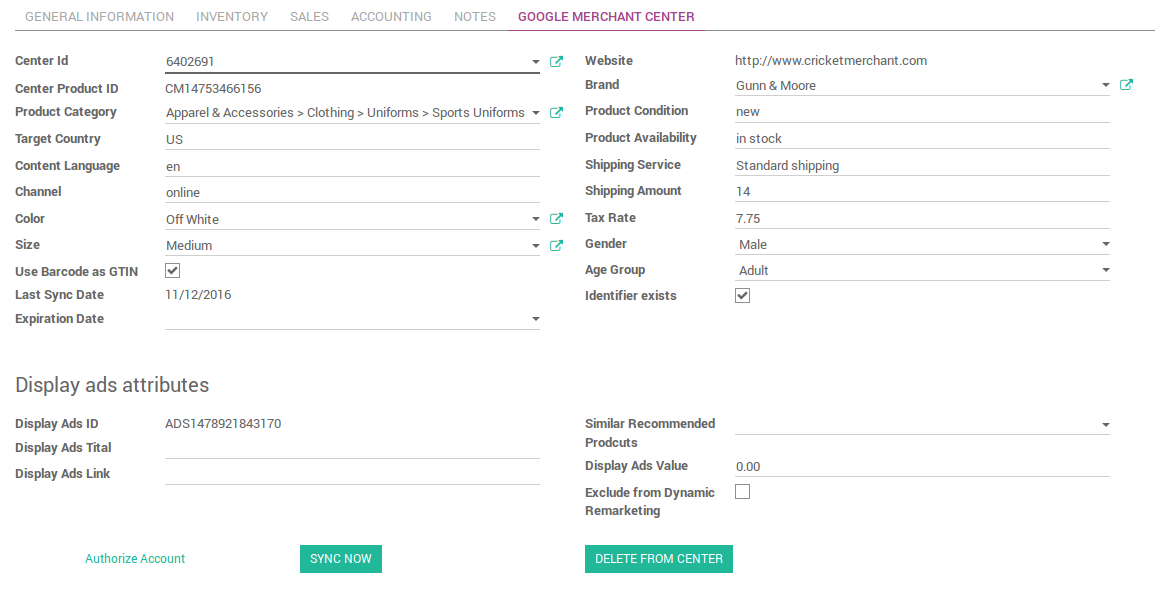 GENERAL INFORMATION INVENTORY SALES ACCOUNTING NOTES GOOGLE MERCHANT CENTER
Center Id 6402691
Center Product ID CM14753466156
Product Category Apparel & Accessories > Clothing > Uniforms > Sports Uniforms
Target Country US
Content Language en
Channel online
Color Off White
Size Medium
Use Barcode as GTIN
Last Sync Date 11/12/2016
Expiration Date
Website http://www.cricketmerchant.com
Brand Gunn & Moore
Product Condition new
Product Availability in stock
Shipping Service Standard shipping
Shipping Amount 14
Tax Rate 7.75
Gender Male
Age Group Adult
Identifier exists
Display ads attributes
Display Ads ID ADS1478921843170
Display Ads Tital
Display Ads Link
Similar Recommended
Prodcuts
Display Ads Value 0.00
Exclude from Dynamic
Remarketing
Authorize Account SYNC NOW DELETE FROM CENTER